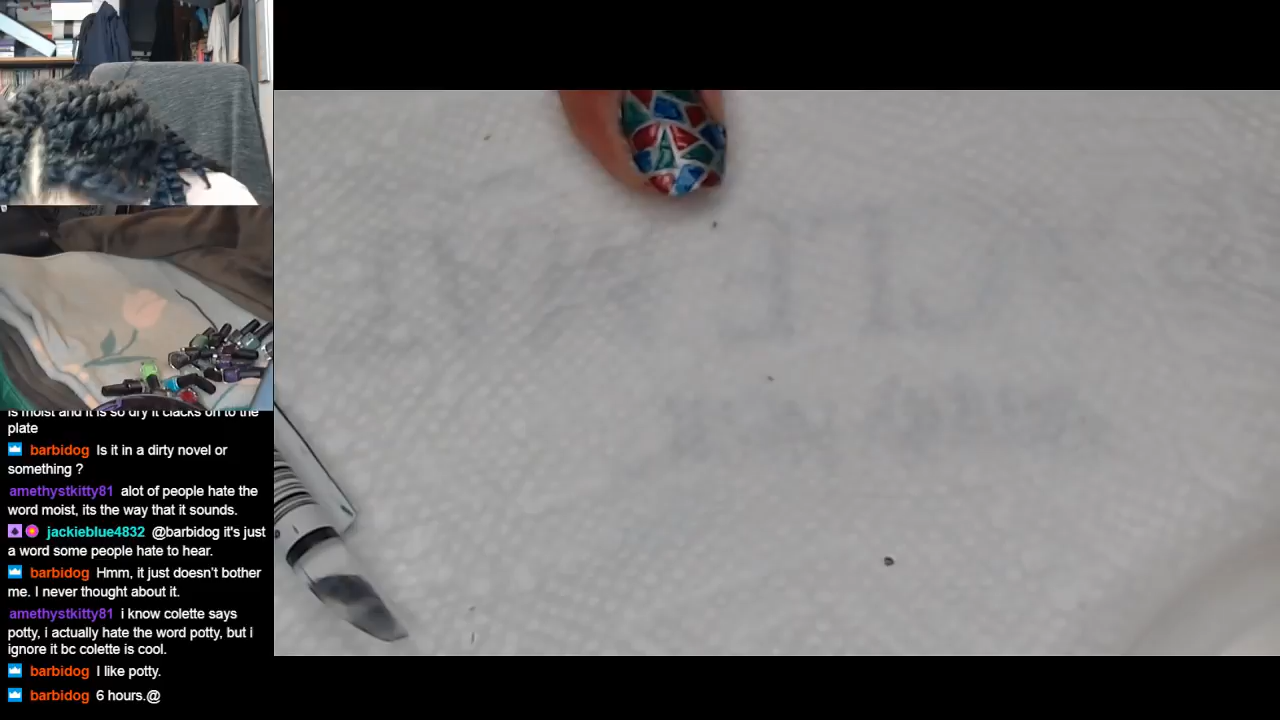 is moist and it is so dry it clacks on to the
plate
barbidog Is it in a dirty novel or
something ?
amethystkitty81 alot of people hate the
word moist, its the way that it sounds.
jackieblue4832 @barbidog it's just
a word some people hate to hear.
barbidog Hmm, it just doesn’t bother
me. I never thought about it.
amethystkitty81 i know colette says
potty, i actually hate the word potty, but i
ignore it bc colette is cool.
barbidog I like potty.
barbidog 6 hours.@